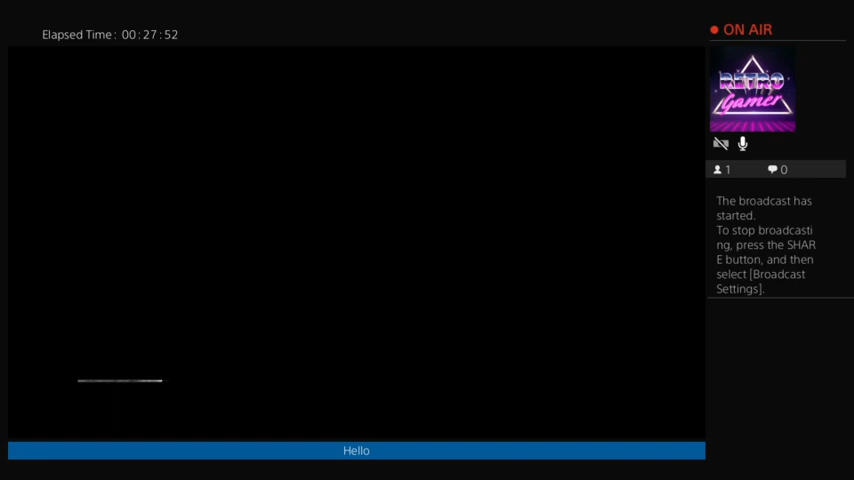 Elapsed Time: 00:27:52
ON AIR
RETRO
Gamer
1
0
The broadcast has
started.
To stop broadcasti
ng, press the SHAR
E button, and then
select [Broadcast
Settings].
Hello